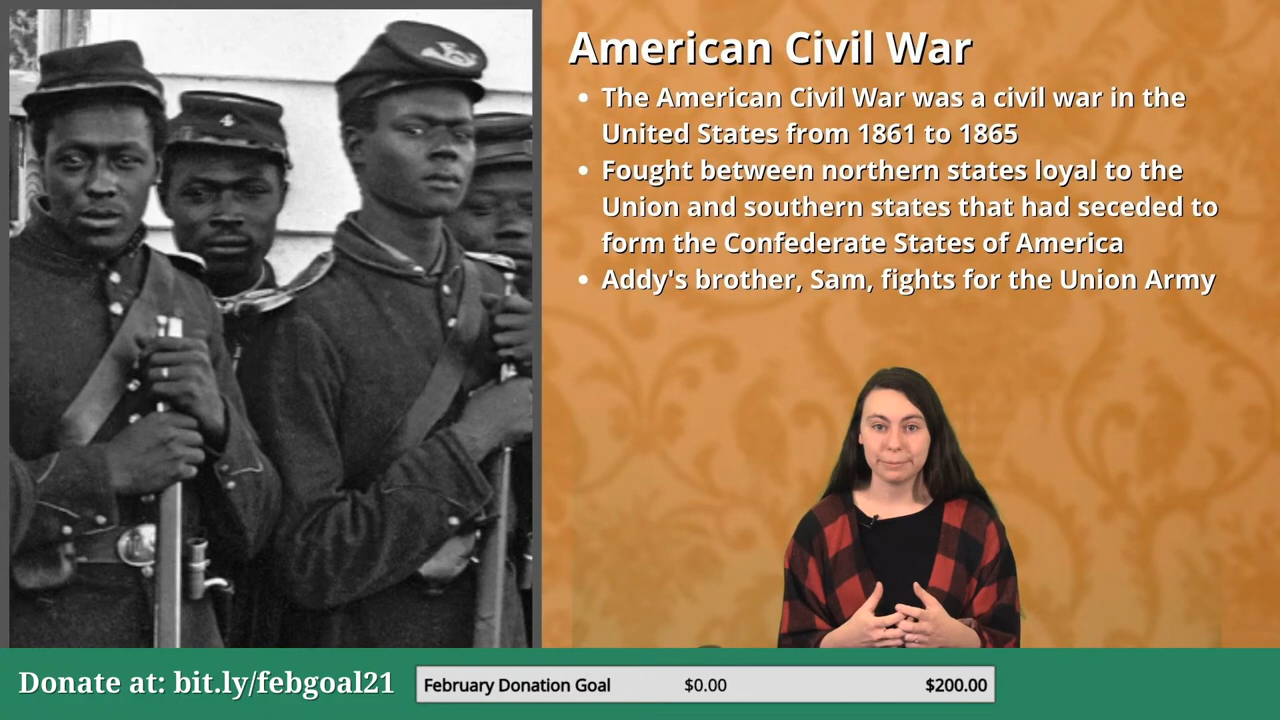 American Civil War
• The American Civil War was a civil war in the
United States from 1861 to 1865
• Fought between northern states loyal to the
Union and southern states that had seceded to
form the Confederate States of America
• Addy's brother, Sam, fights for the Union Army
4
Donate at: bit.ly/febgoal21
February Donation Goal $0.00 $200.00